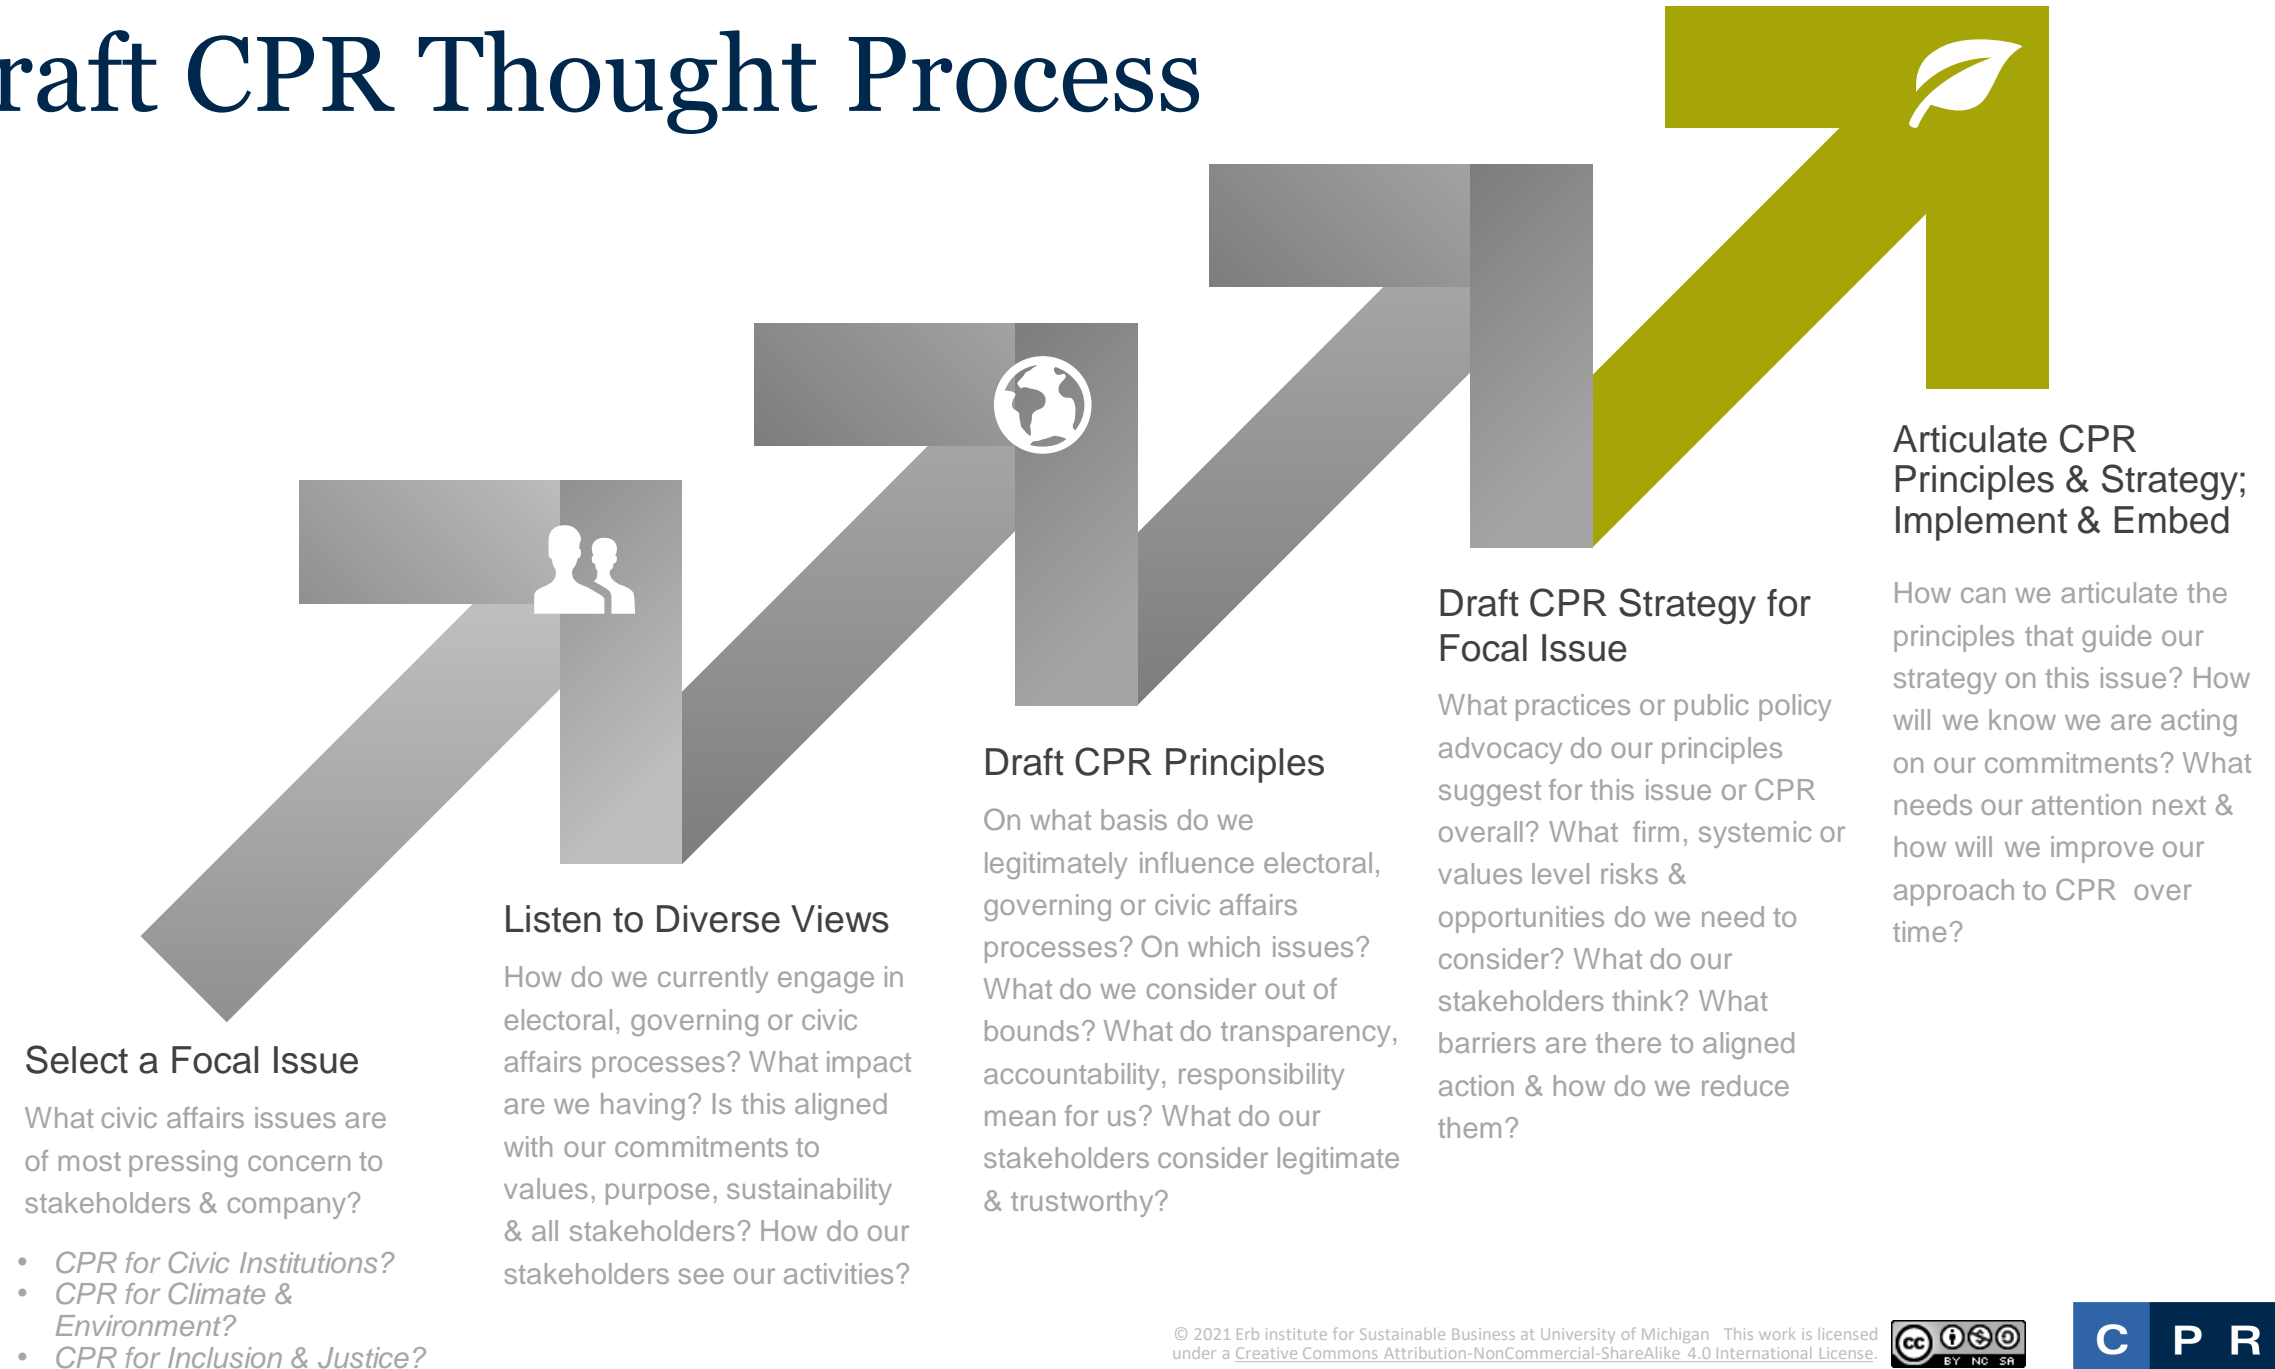 raft CPR Thought Process
Select a Focal Issue
What civic affairs issues are
of most pressing concern to
stakeholders & company?
• CPR for Civic Institutions?
• CPR for Climate &
Environment?
• CPR for Inclusion & Justice?
Listen to Diverse Views
How do we currently engage in
electoral, governing or civic
affairs processes? What impact
are we having? Is this aligned
with our commitments to
values, purpose, sustainability
& all stakeholders? How do our
stakeholders see our activities?
Draft CPR Principles
On what basis do we
legitimately influence electoral,
governing or civic affairs
processes? On which issues?
What do we consider out of
bounds? What do transparency,
accountability, responsibility
mean for us? What do our
stakeholders consider legitimate
& trustworthy?
Draft CPR Strategy for
Focal Issue
What practices or public policy
advocacy do our principles
suggest for this issue or CPR
overall? What firm, systemic or
values level risks &
opportunities do we need to
consider? What do our
stakeholders think? What
barriers are there to aligned
action & how do we reduce
them?
Articulate CPR
Principles & Strategy;
Implement & Embed
How can we articulate the
principles that guide our
strategy on this issue? How
will we know we are acting
on our commitments? What
needs our attention next &
how will we improve our
approach to CPR over
time?
© 2021 Erb institute for Sustainable Business at University of Michigan This work is licensed
under a Creative Commons Attribution-NonCommercial-ShareAlike 4.0 International License.
cc
BY NC SA
C P R